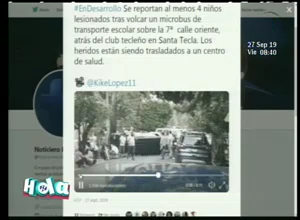 #EnDesarrollo Se reportan al menos 4 niños
lesionados tras volcar un microbus de
transporte escolar sobre la 7ª calle oriente,
atrás del club tecleño en Santa Tecla. Los
heridos están siendo trasladados a un centro
de salud.
@KikeLopez11
27 Sep 19
Vie 08:40
Noticiero
Hola